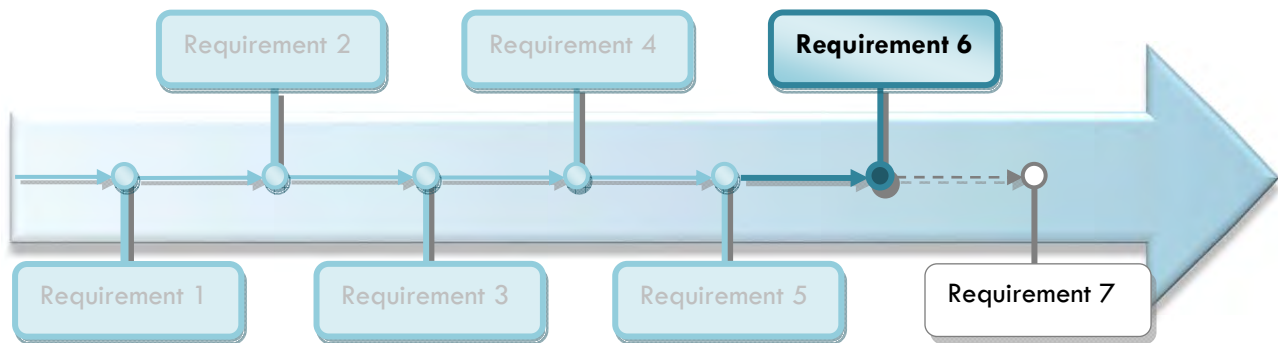 Requirement 2
Requirement 4
Requirement 6
Requirement 1
Requirement 3
Requirement 5
Requirement 7